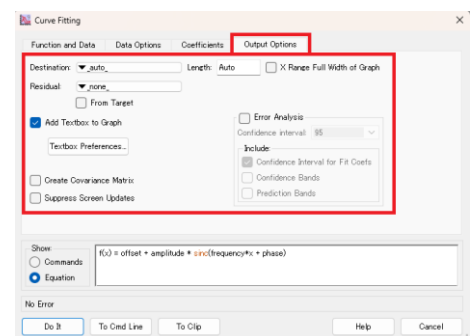 Curve Fitting
Function and Data Data Options Coefficients Output Options
Destination: _auto_ Length: Auto X Range Full Width of Graph
Residual: _none_
From Target
Add Textbox to Graph
Textbox Preferences...
Create Covariance Matrix
Suppress Screen Updates
Error Analysis
Confidence interval: 95
Include:
Confidence Interval for Fit Coefs
Confidence Bands
Prediction Bands
Show:
Commands
Equation
f(x) = offset + amplitude * sinc(frequency*x + phase)
No Error
Do It To Cmd Line To Clip Help Cancel